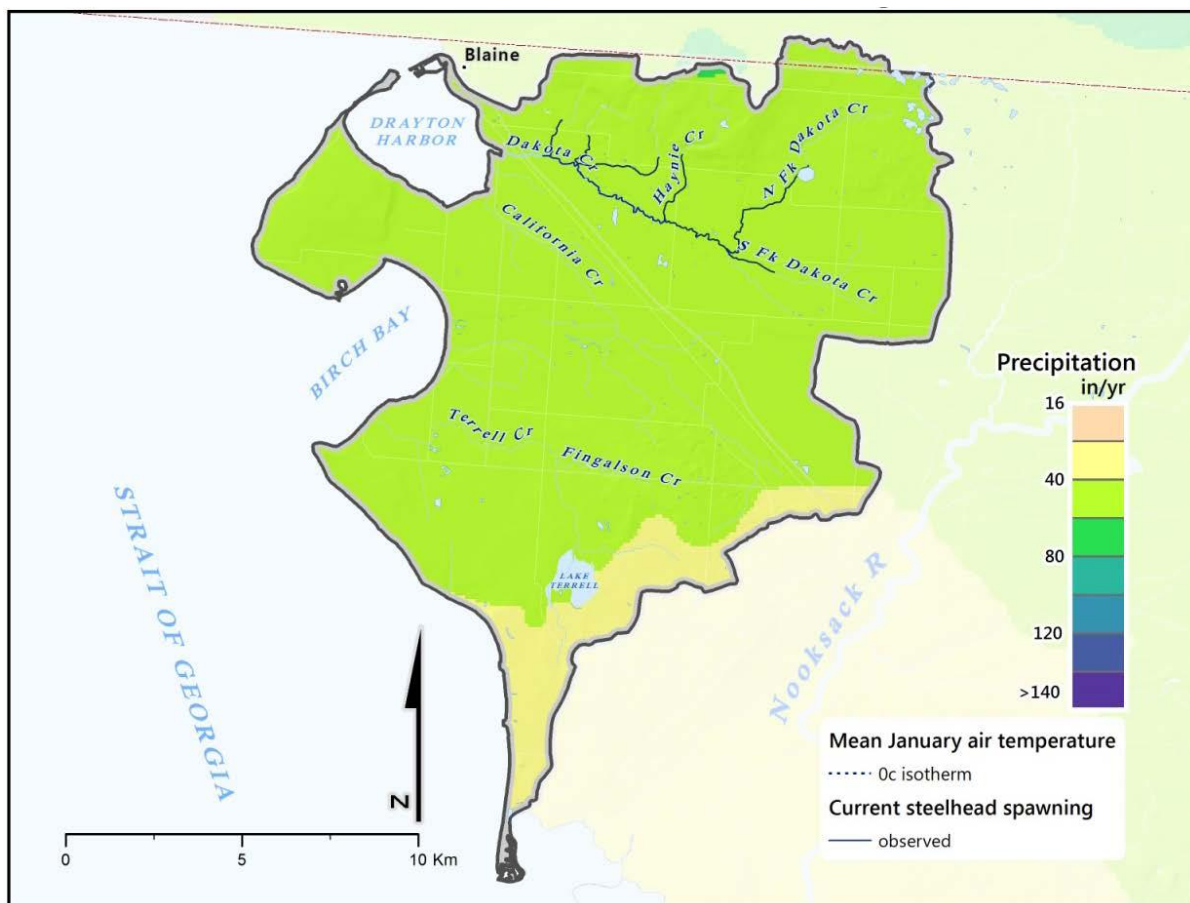 Blaine
DRAYTON
HARBOR
Dakota Cr
Haynie Cr
N Fk Dakota Cr
California Cr
S Fk Dakota Cr
BIRCH BAY
Terrell Cr
Fingalson Cr
LAKE
TERRELL
STRAIT OF GEORGIA
Nooksack R
Precipitation
in/yr
16
40
80
120
>140
Mean January air temperature
0c isotherm
Current steelhead spawning
observed
N
0 5 10 Km